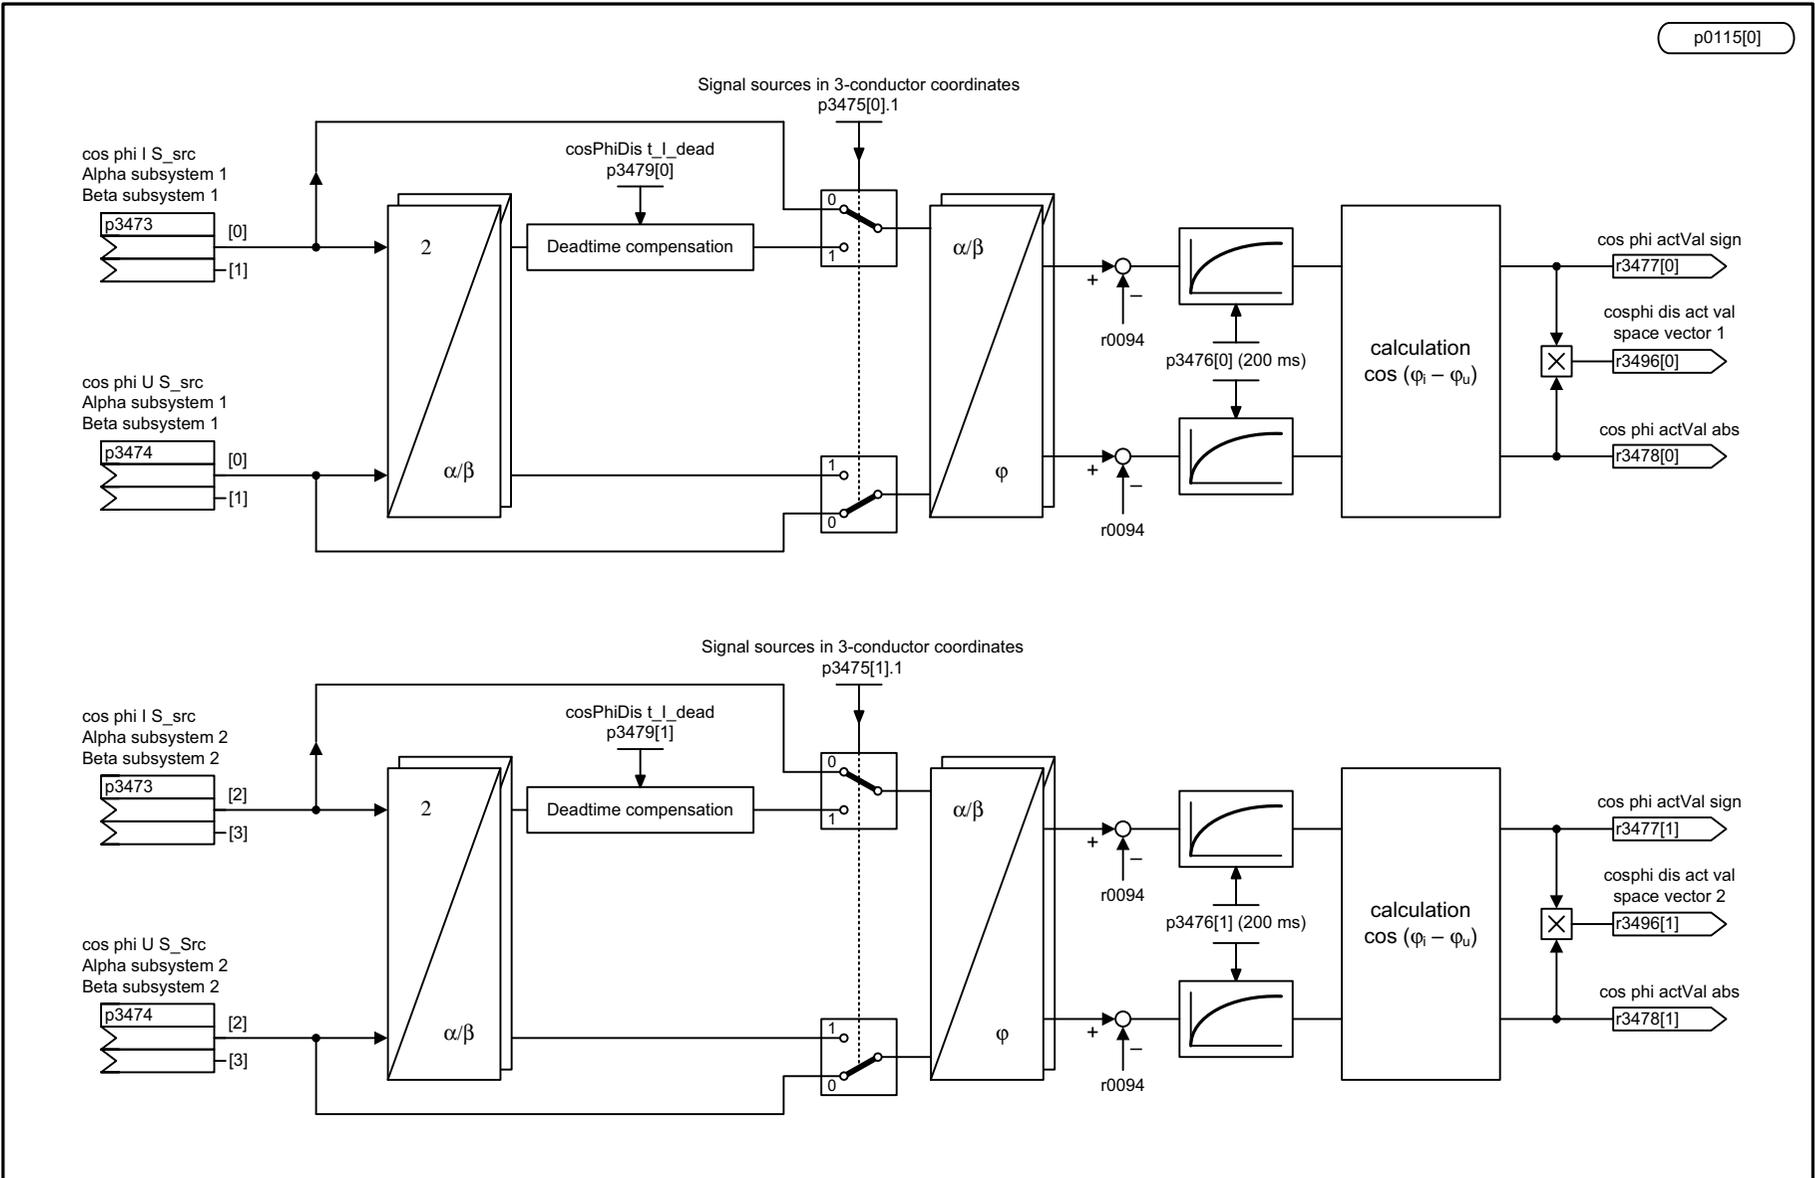 p0115[0]
Signal sources in 3-conductor coordinates
p3475[0].1
cos phi I S_src
Alpha subsystem 1
Beta subsystem 1
p3473
[0]
[1]
cosPhiDis t_I_dead
p3479[0]
2
Deadtime compensation
0
1
α/β
+
–
r0094
cos phi actVal sign
r3477[0]
cosphi dis act val
space vector 1
r3496[0]
p3476[0] (200 ms)
calculation
cos (φi – φu)
cos phi U S_src
Alpha subsystem 1
Beta subsystem 1
p3474
[0]
[1]
α/β
1
0
φ
+
–
r0094
cos phi actVal abs
r3478[0]
Signal sources in 3-conductor coordinates
p3475[1].1
cos phi I S_src
Alpha subsystem 2
Beta subsystem 2
p3473
[2]
[3]
cosPhiDis t_I_dead
p3479[1]
2
Deadtime compensation
0
1
α/β
+
–
r0094
cos phi actVal sign
r3477[1]
cosphi dis act val
space vector 2
r3496[1]
p3476[1] (200 ms)
calculation
cos (φi – φu)
cos phi U S_Src
Alpha subsystem 2
Beta subsystem 2
p3474
[2]
[3]
α/β
1
0
φ
+
–
r0094
cos phi actVal abs
r3478[1]